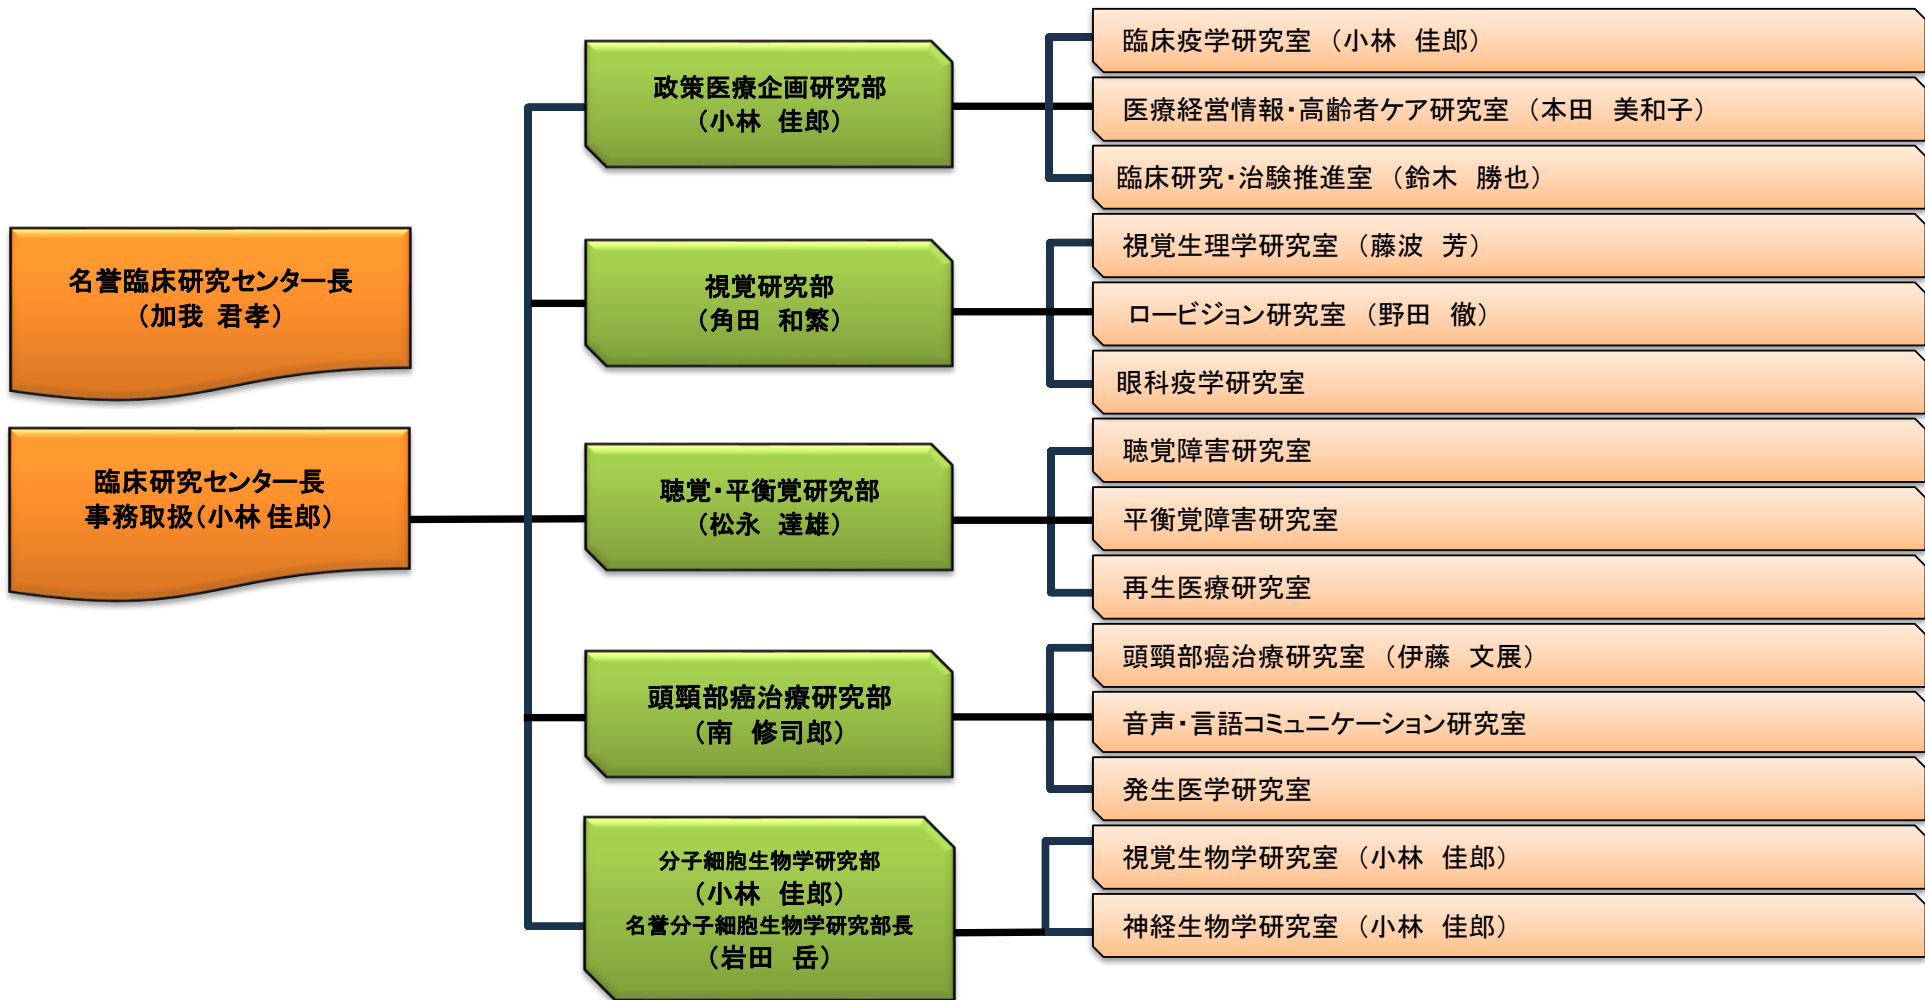 名誉臨床研究センター長
（加我 君孝）
臨床研究センター長
事務取扱（小林 佳郎）
政策医療企画研究部
（小林　佳郎）
臨床疫学研究室 （小林　佳郎）
医療経営情報・高齢者ケア研究室 （本田　美和子）
臨床研究・治験推進室 （鈴木　勝也）
視覚研究部
（角田　和繁）
視覚生理学研究室 （藤波　芳）
ロービジョン研究室 （野田　徹）
眼科疫学研究室
聴覚・平衡覚研究部
（松永　達雄）
聴覚障害研究室
平衡覚障害研究室
再生医療研究室
頭頸部癌治療研究部
（南　修司郎）
頭頸部癌治療研究室 （伊藤　文展）
音声・言語コミュニケーション研究室
発生医学研究室
分子細胞生物学研究部
（小林　佳郎）
名誉分子細胞生物学研究部長
（岩田　岳）
視覚生物学研究室 （小林　佳郎）
神経生物学研究室 （小林　佳郎）